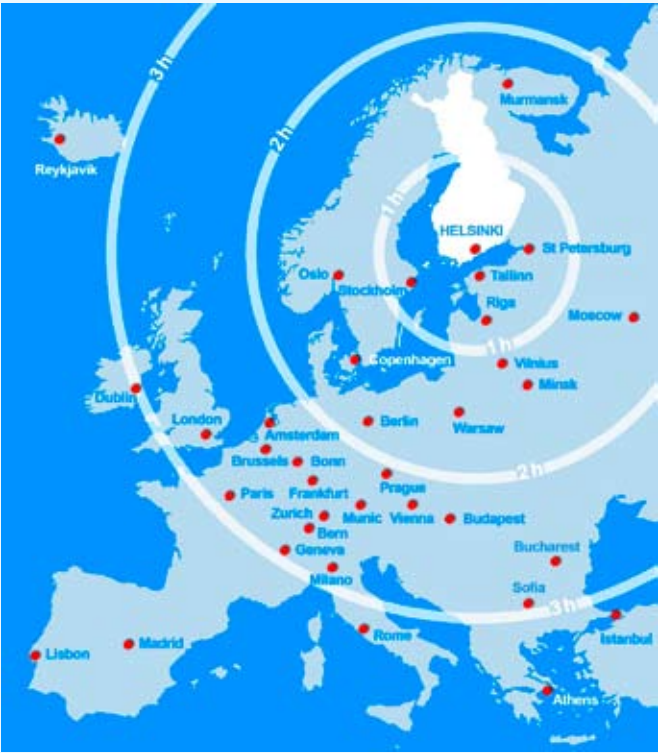 3 h
Murmansk
2 h
Reykjavik
1 h
HELSINKI
St Petersburg
Oslo
Tallinn
Stockholm
Riga
Moscow
1 h
Copenhagen
Vilnius
Minsk
Dublin
London
Berlin
Warsaw
Amsterdam
Brussels
Bonn
2 h
Paris
Frankfurt
Prague
Zurich
Munic
Vienna
Budapest
Bern
Geneva
Bucharest
Milano
Sofia
3 h
Rome
Istanbul
Madrid
Lisbon
Athens